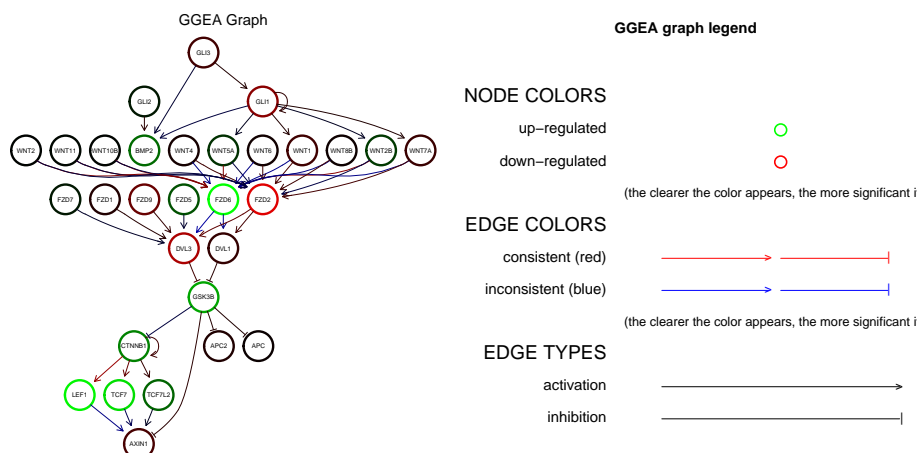 GGEA Graph
GLI3
GLI2
GLI1
WNT2
WNT11
WNT10B
BMP2
WNT4
WNT5A
WNT6
WNT1
WNT8B
WNT2B
WNT7A
FZD7
FZD1
FZD9
FZD5
FZD6
FZD2
DVL3
DVL1
GSK3B
CTNNB1
APC2
APC
LEF1
TCF7
TCF7L2
AXIN1
GGEA graph legend
NODE COLORS
up−regulated
down−regulated
(the clearer the color appears, the more significant i
EDGE COLORS
consistent (red)
inconsistent (blue)
(the clearer the color appears, the more significant i
EDGE TYPES
activation
inhibition